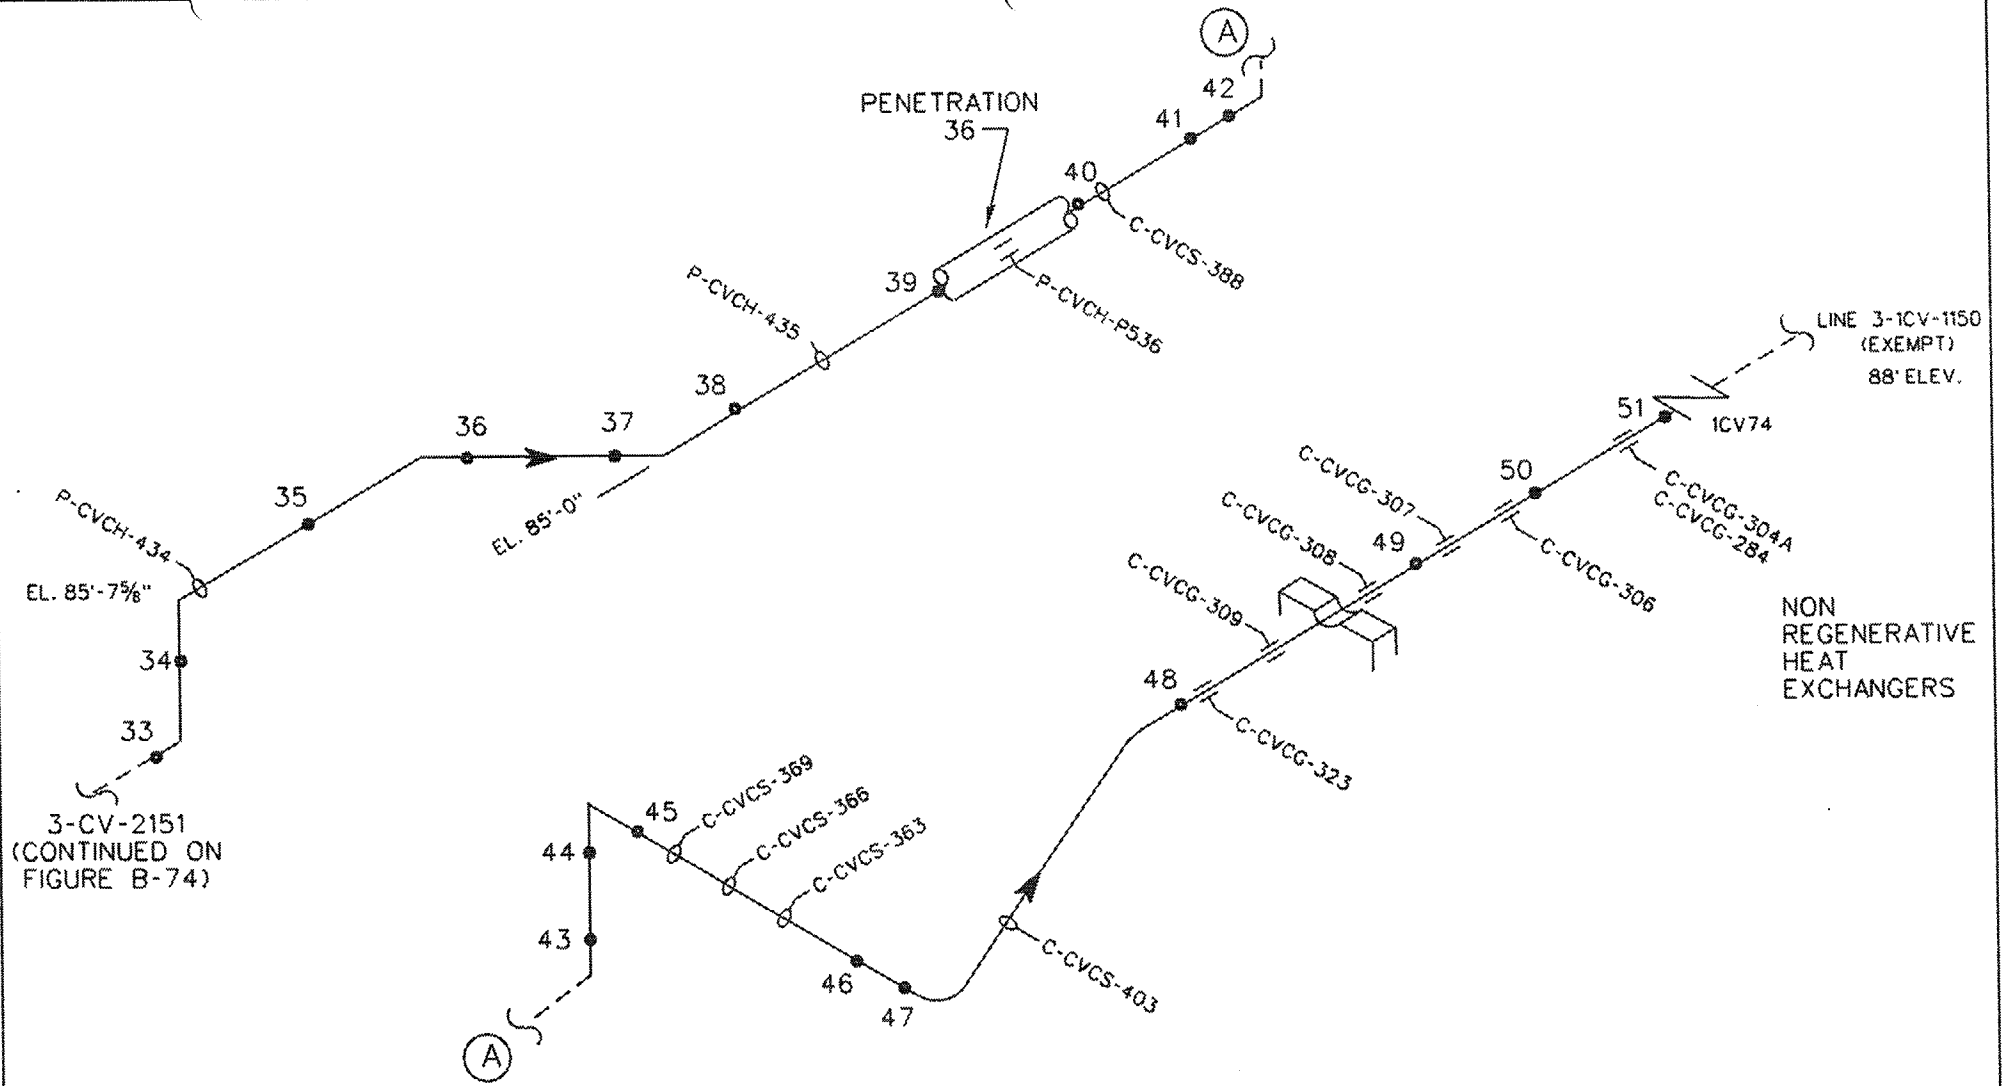 A
42
41
PENETRATION
36
40
C-CVCS-388
39
P-CVCH-P536
P-CVCH-435
38
37
36
EL. 85'-0"
35
P-CVCH-434
EL. 85'-7⅝"
34
33
3-CV-2151
(CONTINUED ON
FIGURE B-74)
LINE 3-1CV-1150
(EXEMPT)
88' ELEV.
51
1CV74
C-CVCG-304A
C-CVCG-284
50
C-CVCG-306
C-CVCG-307
49
C-CVCG-308
C-CVCG-309
48
C-CVCG-323
NON
REGENERATIVE
HEAT
EXCHANGERS
45
C-CVCS-369
C-CVCS-366
C-CVCS-363
44
43
46
47
C-CVCS-403
A